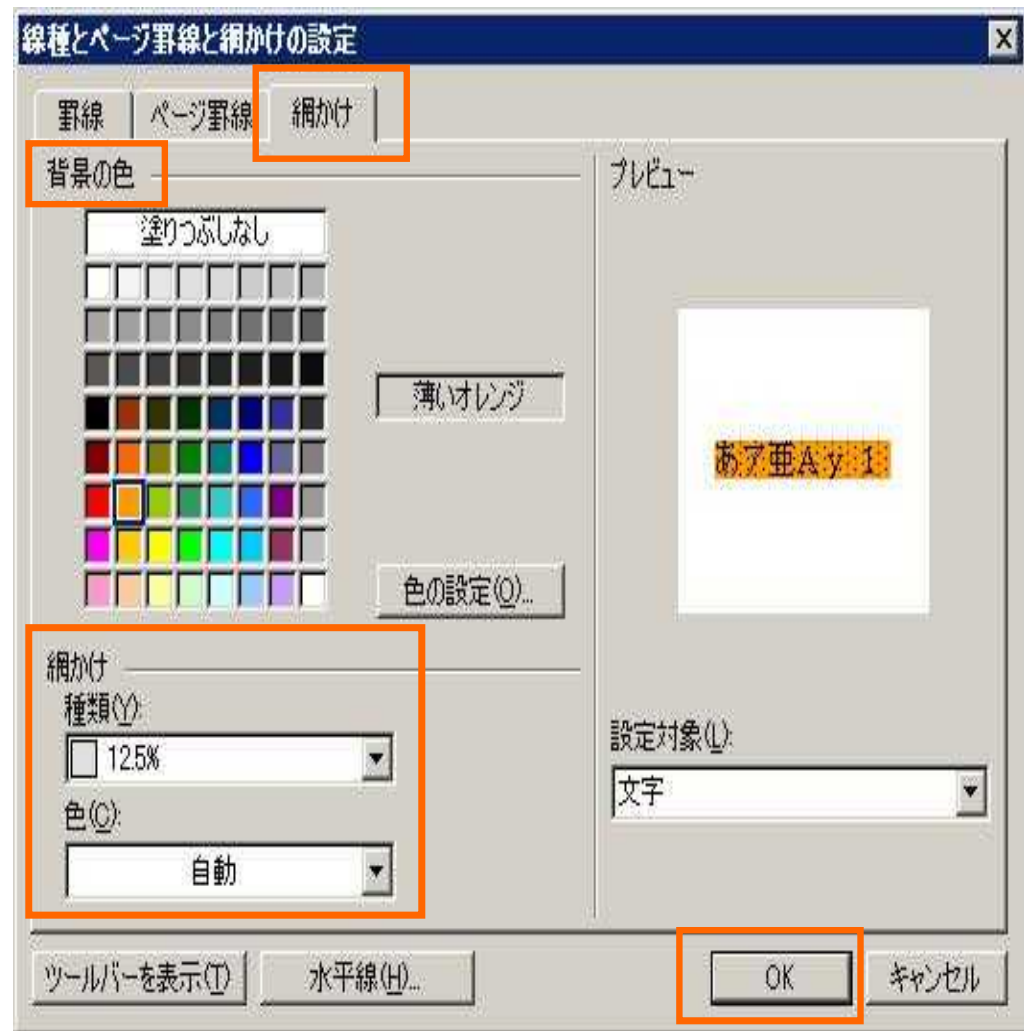 線種とページ罫線と網かけの設定
罫線 ページ罫線 網かけ
背景の色
塗りつぶしなし
薄いオレンジ
色の設定(O)...
プレビュー
あア亜Ay 1
網かけ
種類(Y):
12.5%
色(C):
自動
設定対象(L):
文字
ツールバーを表示(T) 水平線(H)... OK キャンセル